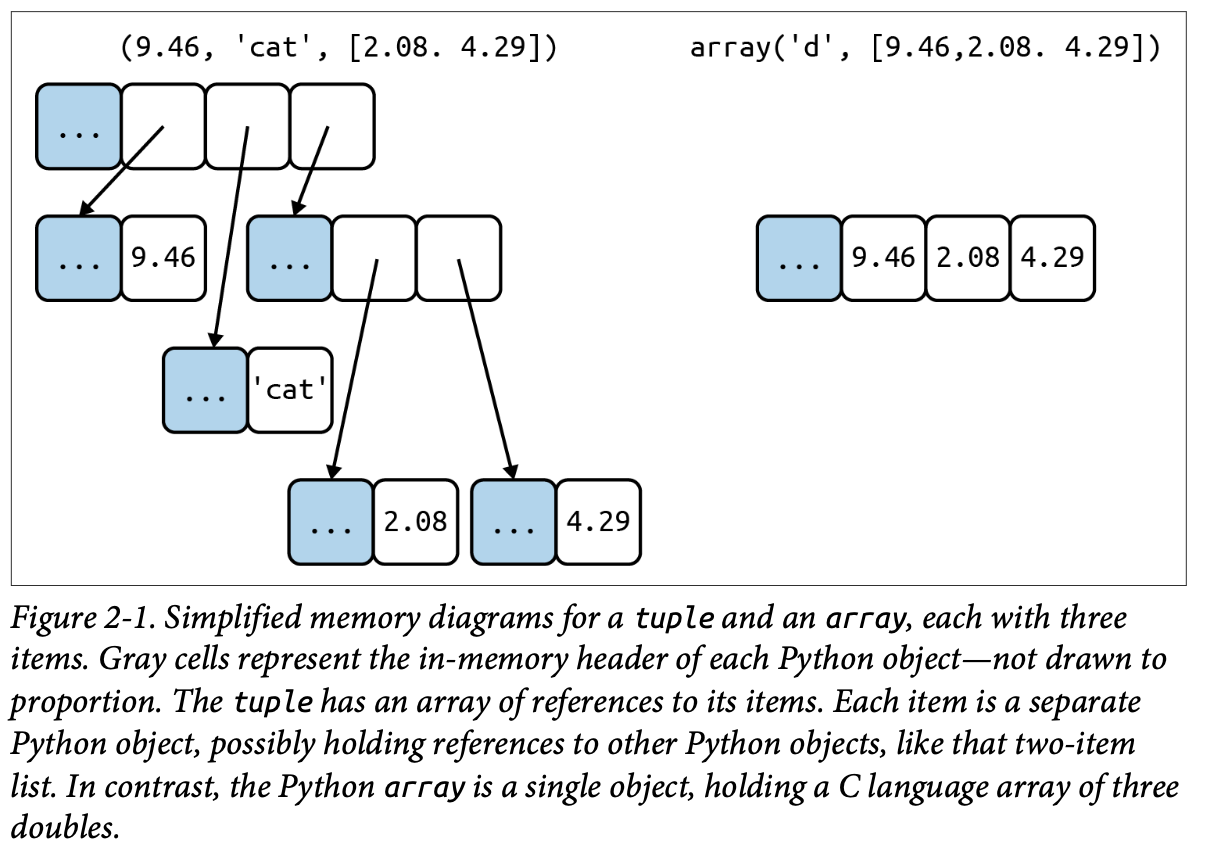 (9.46, 'cat', [2.08. 4.29])
array('d', [9.46,2.08. 4.29])
...
... 9.46
...
... 9.46 2.08 4.29
... 'cat'
... 2.08
... 4.29
Figure 2-1. Simplified memory diagrams for a tuple and an array, each with three
items. Gray cells represent the in-memory header of each Python object—not drawn to
proportion. The tuple has an array of references to its items. Each item is a separate
Python object, possibly holding references to other Python objects, like that two-item
list. In contrast, the Python array is a single object, holding a C language array of three
doubles.